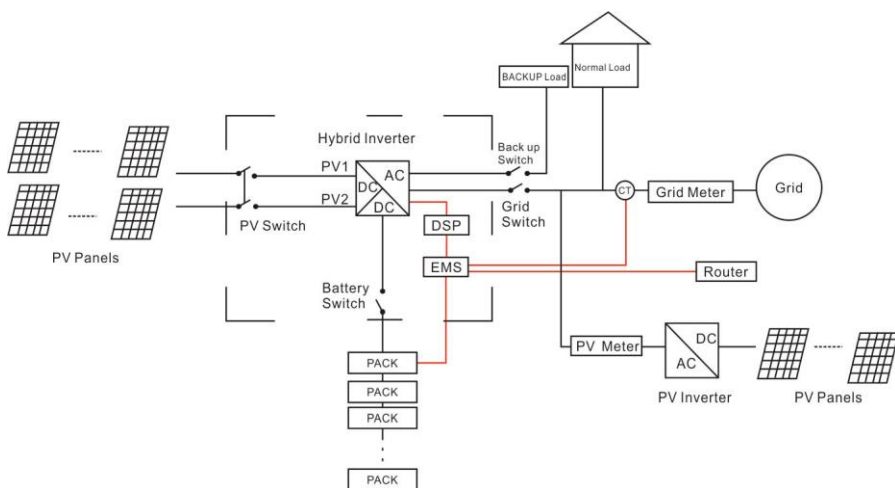 BACKUP Load
Normal Load
Hybrid Inverter
Back up
Switch
PV1
DC
AC
DC
PV2
CT
Grid Meter
Grid
PV Switch
Grid
Switch
DSP
PV Panels
EMS
Router
Battery
Switch
PV Meter
DC
AC
PACK
PACK
PACK
PV Inverter
PV Panels
PACK